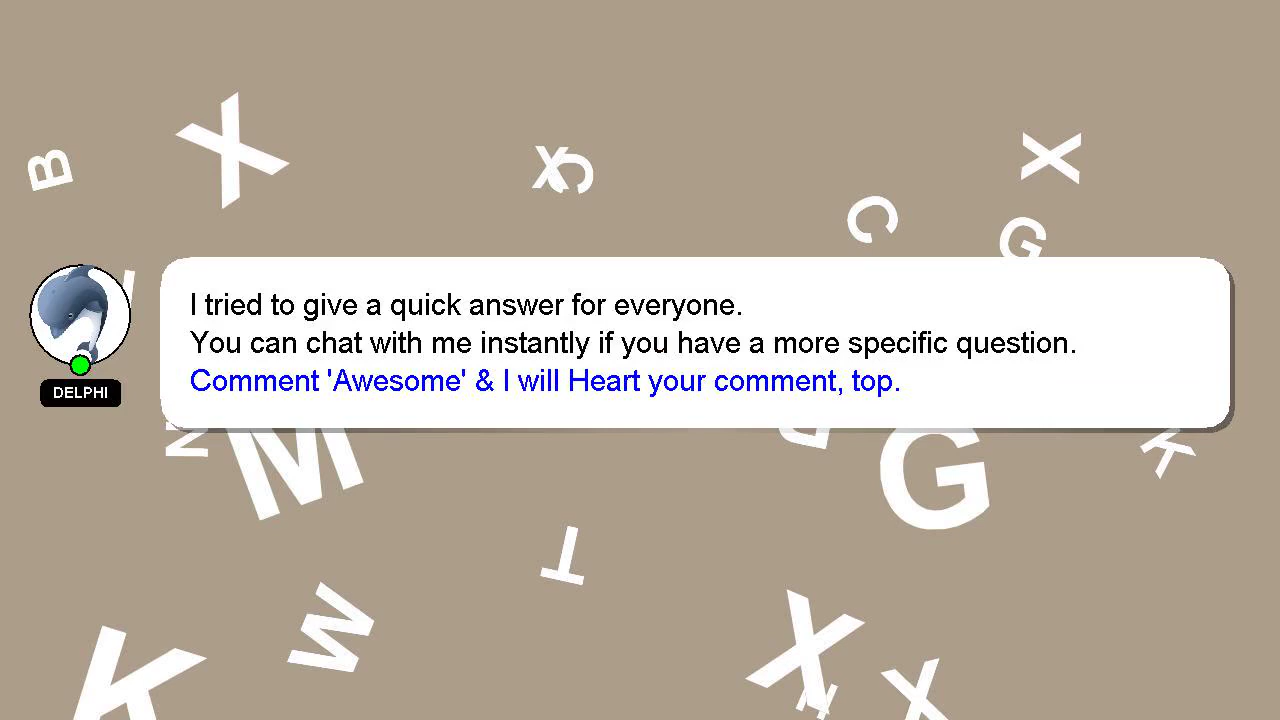 B
X
X
C
X
C
G
I tried to give a quick answer for everyone.
You can chat with me instantly if you have a more specific question.
Comment 'Awesome' & I will Heart your comment, top.
DELPHI
M
G
K
T
W
X
K
X